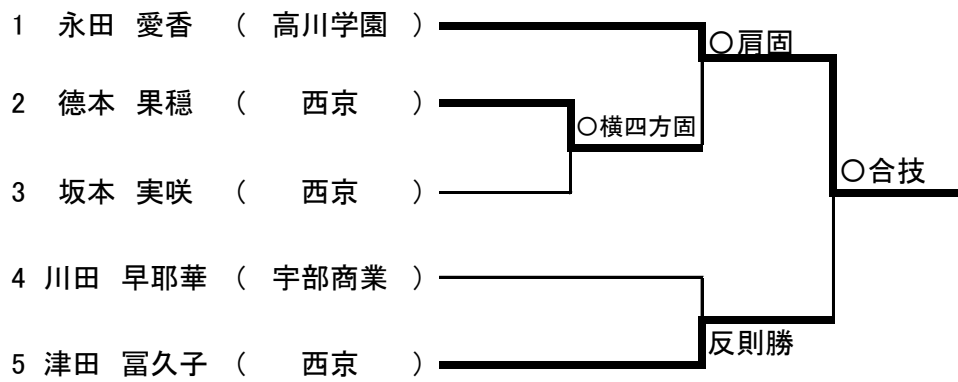 1 永田 愛香 ( 高川学園 )
○肩固
2 德本 果穏 ( 西京 )
○横四方固
3 坂本 実咲 ( 西京 )
○合技
4 川田 早耶華 ( 宇部商業 )
反則勝
5 津田 冨久子 ( 西京 )